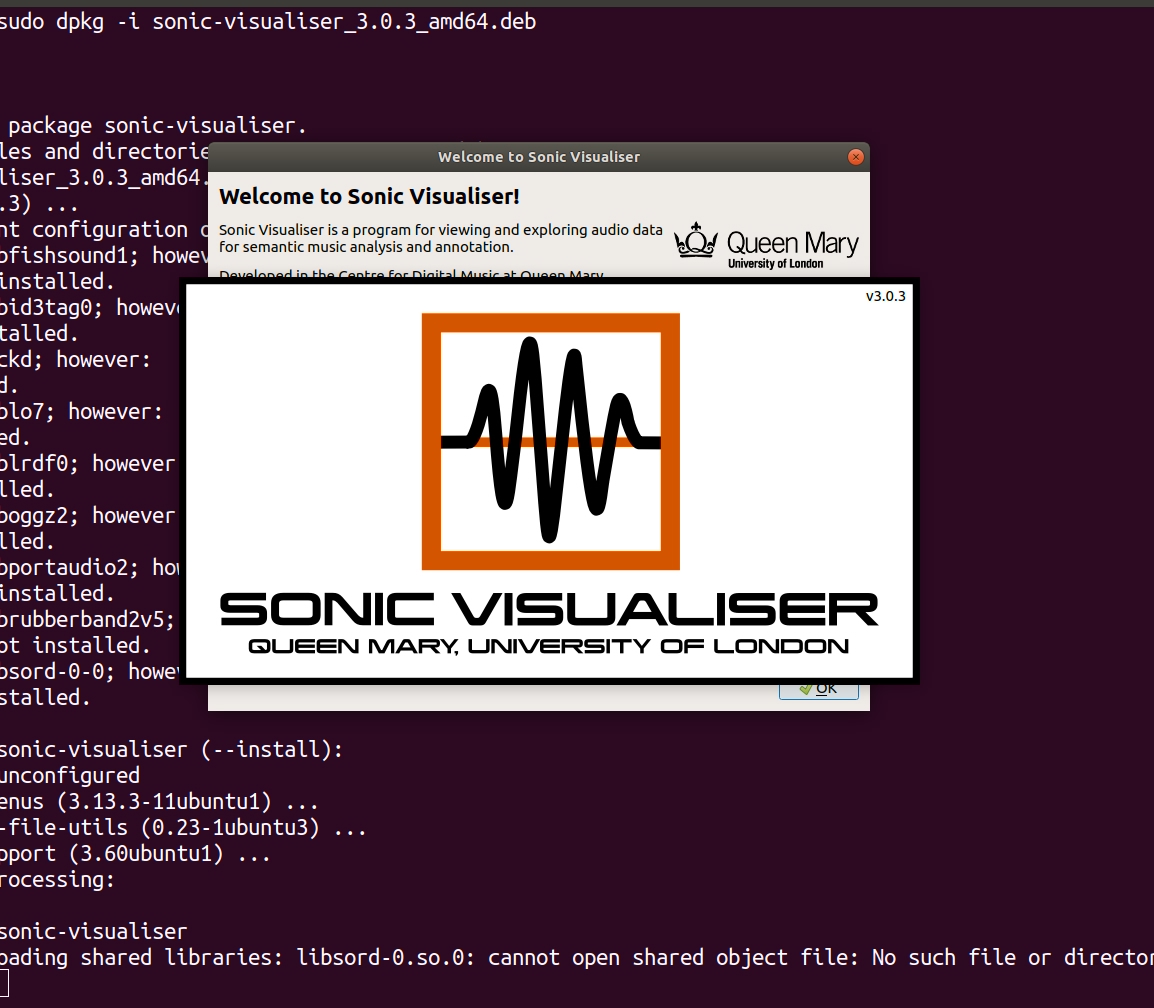 sudo dpkg -i sonic-visualiser_3.0.3_amd64.deb
package sonic-visualiser.
les and directorie
liser_3.0.3_amd64.
.3) ...
nt configuration
ofishsound1; howev
installed.
oid3tag0; howeve
talled.
ckd; however:
d.
olo7; however:
ed.
olrdf0; however
lled.
ooggz2; however
lled.
oportaudio2; how
installed.
orubberband2v5;
ot installed.
osord-0-0; howev
stalled.
sonic-visualiser (--install):
unconfigured
enus (3.13.3-11ubuntu1) ...
-file-utils (0.23-1ubuntu3) ...
pport (3.60ubuntu1) ...
rocessing:
sonic-visualiser
oading shared libraries: libsord-0.so.0: cannot open shared object file: No such file or director
Welcome to Sonic Visualiser
Welcome to Sonic Visualiser!
Sonic Visualiser is a program for viewing and exploring audio data
for semantic music analysis and annotation.
Queen Mary
University of London
Developed in the Centre for Digital Music at Queen Mary
v3.0.3
SONIC VISUALISER
QUEEN MARY, UNIVERSITY OF LONDON
OK